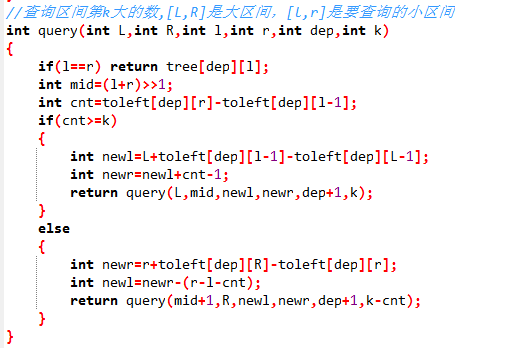 //查询区间第k大的数,[L,R]是大区间，[l,r]是要查询的小区间
int query(int L,int R,int l,int r,int dep,int k)
{
    if(l==r) return tree[dep][l];
    int mid=(l+r)>>1;
    int cnt=toleft[dep][r]-toleft[dep][l-1];
    if(cnt>=k)
    {
        int newl=L+toleft[dep][l-1]-toleft[dep][L-1];
        int newr=newl+cnt-1;
        return query(L,mid,newl,newr,dep+1,k);
    }
    else
    {
        int newr=r+toleft[dep][R]-toleft[dep][r];
        int newl=newr-(r-l-cnt);
        return query(mid+1,R,newl,newr,dep+1,k-cnt);
    }
}